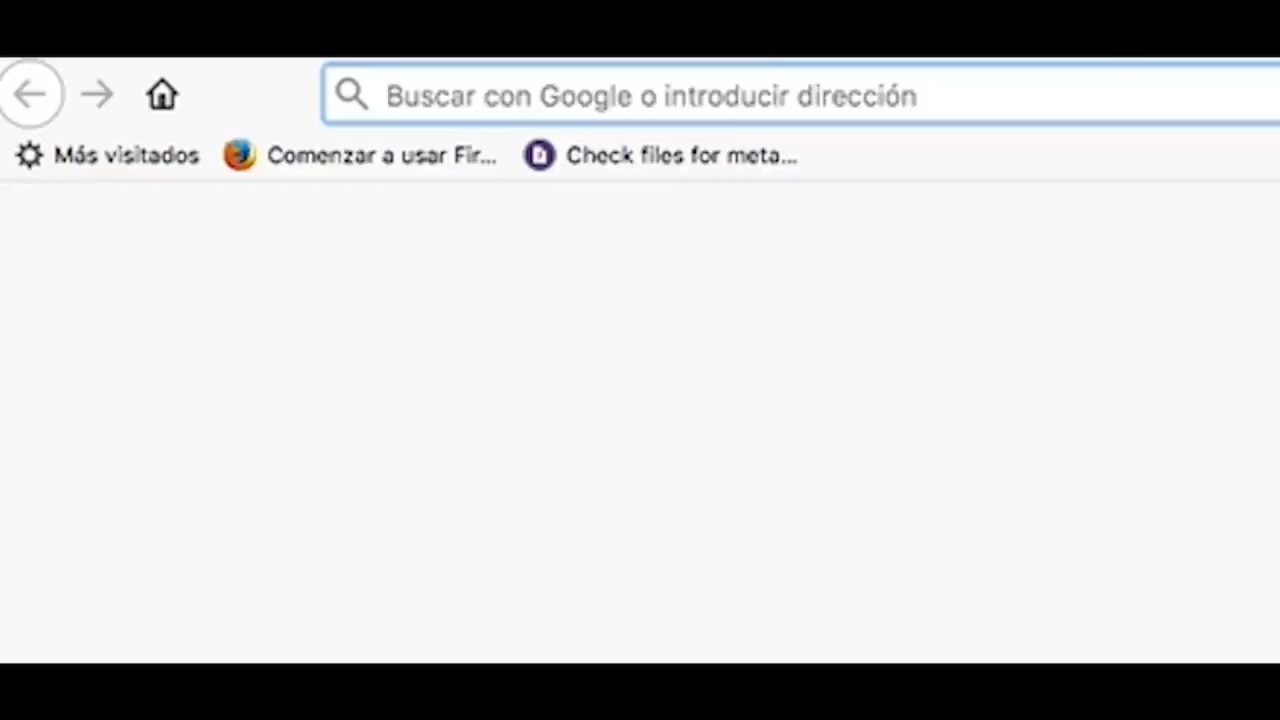 Buscar con Google o introducir dirección
Más visitados Comenzar a usar Fir... Check files for meta...